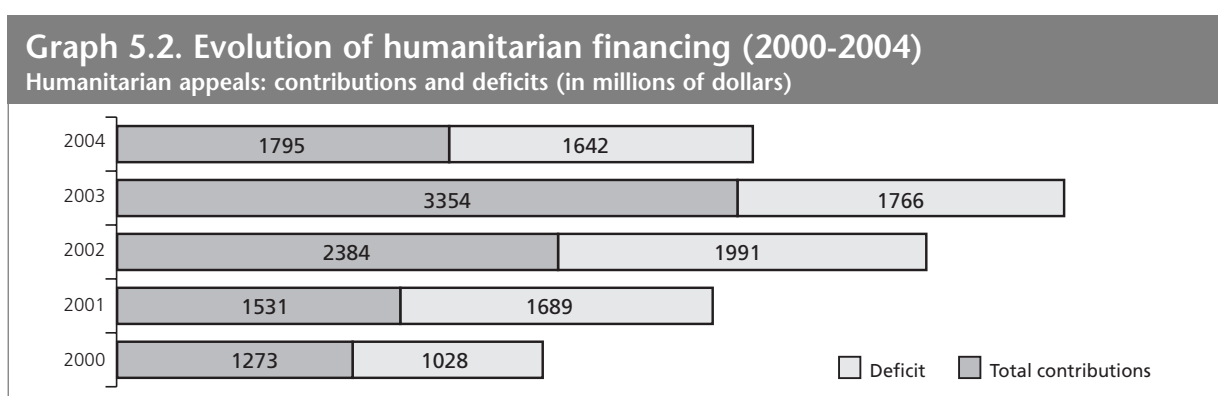 Graph 5.2. Evolution of humanitarian financing (2000-2004)
Humanitarian appeals: contributions and deficits (in millions of dollars)
2004 1795 1642
2003 3354 1766
2002 2384 1991
2001 1531 1689
2000 1273 1028
Deficit Total contributions